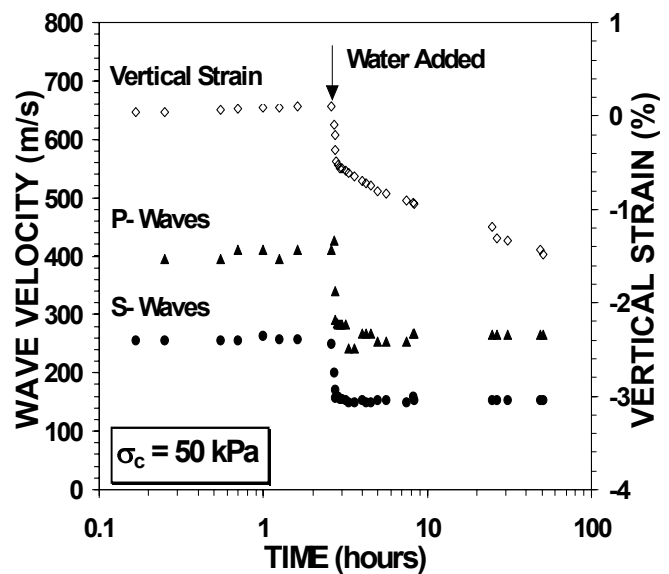 800
700
600
500
400
300
200
100
0
WAVE VELOCITY (m/s)
Vertical Strain
Water Added
P- Waves
S- Waves
σc = 50 kPa
1
0
-1
-2
-3
-4
VERTICAL STRAIN (%)
0.1
1
10
100
TIME (hours)